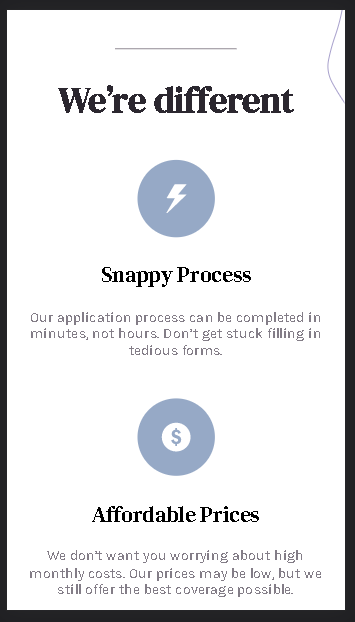 We’re different
Snappy Process
Our application process can be completed in
minutes, not hours. Don’t get stuck filling in
tedious forms.
$
Affordable Prices
We don’t want you worrying about high
monthly costs. Our prices may be low, but we
still offer the best coverage possible.